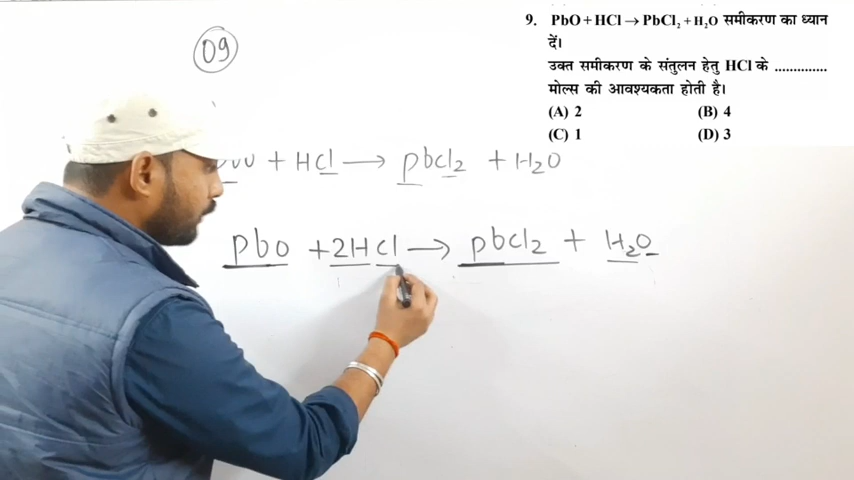 9. PbO + HCl → PbCl₂ + H₂O समीकरण का ध्यान
दें।
उक्त समीकरण के संतुलन हेतु HCl के ..............
मोल्स की आवश्यकता होती है।
(A) 2 (B) 4
(C) 1 (D) 3
09
+ HCl → pbCl₂ + H₂O
pbO + 2HCl → pbCl₂ + H₂O